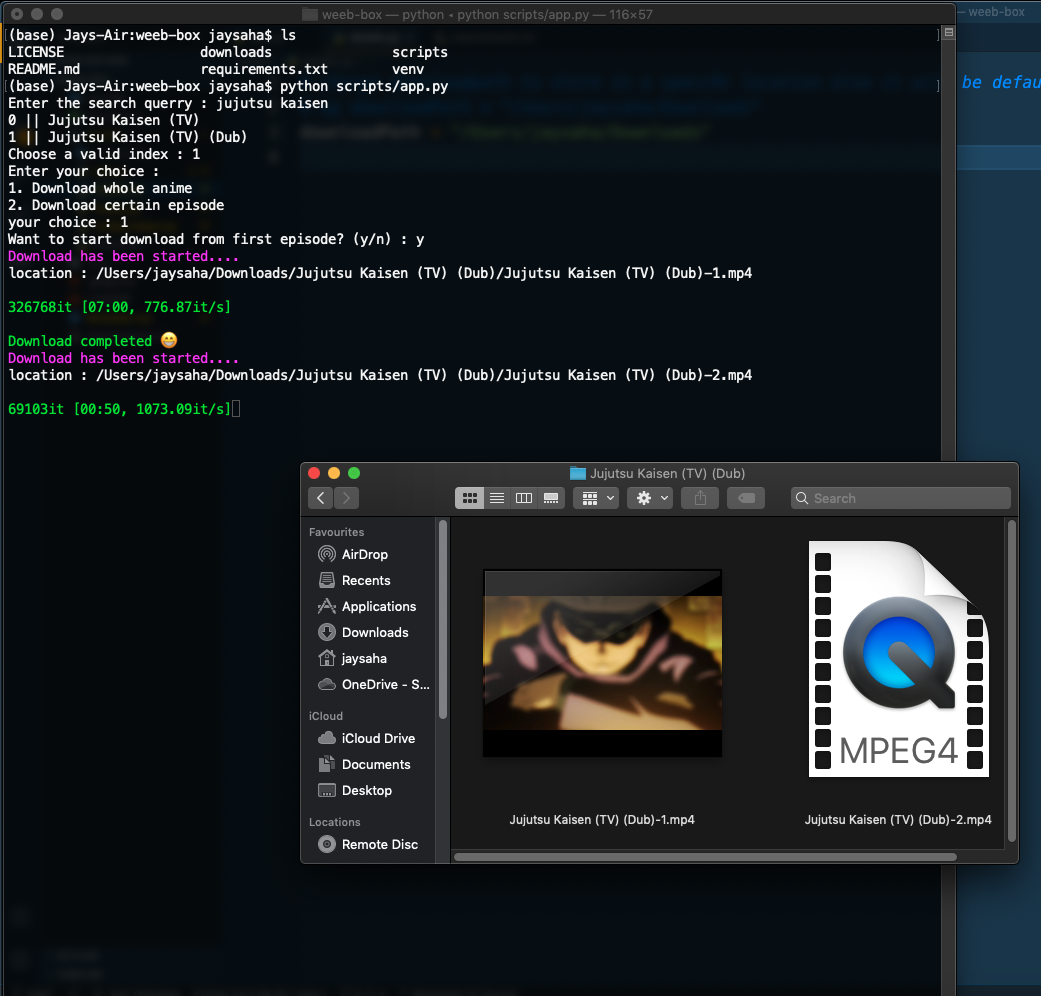 weeb-box — python ◂ python scripts/app.py — 116×57
— weeb-box
(base) Jays-Air:weeb-box jaysaha$ ls
LICENSE downloads scripts
README.md requirements.txt venv
(base) Jays-Air:weeb-box jaysaha$ python scripts/app.py
be defau
Enter the search querry : jujutsu kaisen
0 || Jujutsu Kaisen (TV)
1 || Jujutsu Kaisen (TV) (Dub)
Choose a valid index : 1
Enter your choice :
1. Download whole anime
2. Download certain episode
your choice : 1
Want to start download from first episode? (y/n) : y
Download has been started....
location : /Users/jaysaha/Downloads/Jujutsu Kaisen (TV) (Dub)/Jujutsu Kaisen (TV) (Dub)-1.mp4
326768it [07:00, 776.87it/s]
Download completed 😁
Download has been started....
location : /Users/jaysaha/Downloads/Jujutsu Kaisen (TV) (Dub)/Jujutsu Kaisen (TV) (Dub)-2.mp4
69103it [00:50, 1073.09it/s]
Jujutsu Kaisen (TV) (Dub)
Search
Favourites
AirDrop
Recents
Applications
Downloads
jaysaha
OneDrive - S...
iCloud
iCloud Drive
Documents
Desktop
Locations
Remote Disc
MPEG4
Jujutsu Kaisen (TV) (Dub)-1.mp4
Jujutsu Kaisen (TV) (Dub)-2.mp4